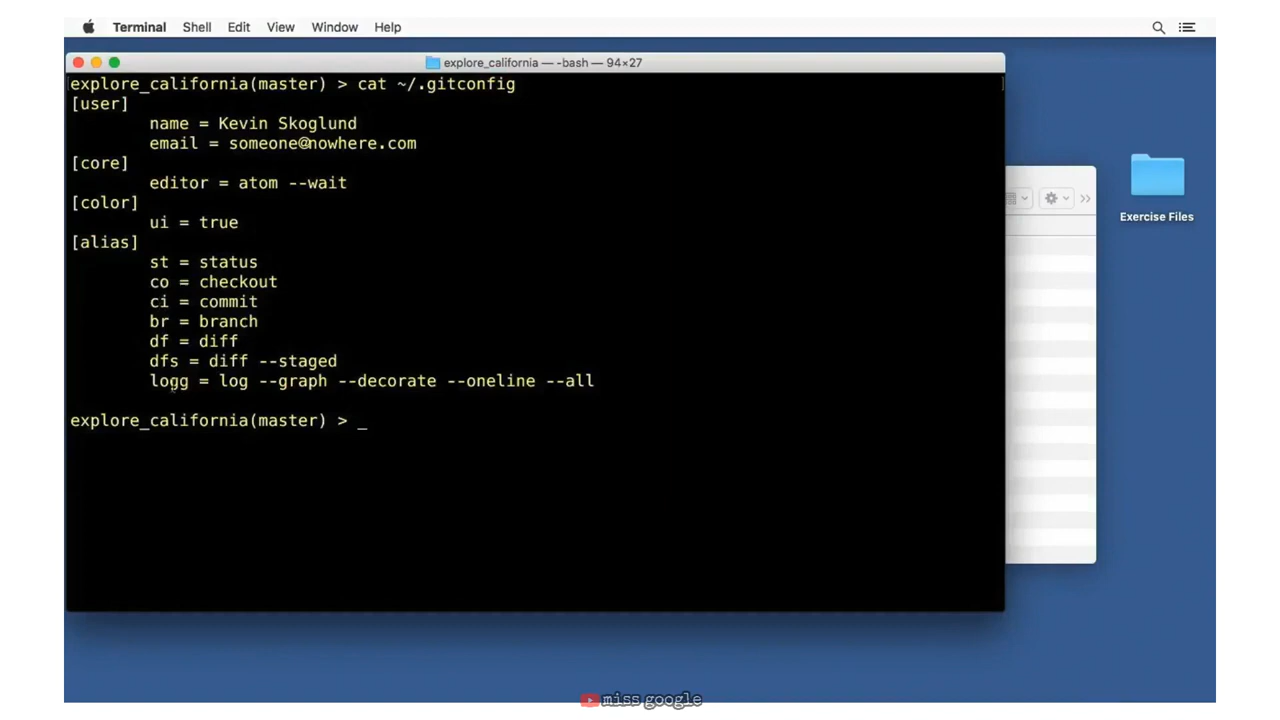 Terminal Shell Edit View Window Help
explore_california — -bash — 94×27
explore_california(master) > cat ~/.gitconfig
[user]
name = Kevin Skoglund
email = someone@nowhere.com
[core]
editor = atom --wait
[color]
ui = true
[alias]
st = status
co = checkout
ci = commit
br = branch
df = diff
dfs = diff --staged
logg = log --graph --decorate --oneline --all
explore_california(master) > _
Exercise Files
miss google